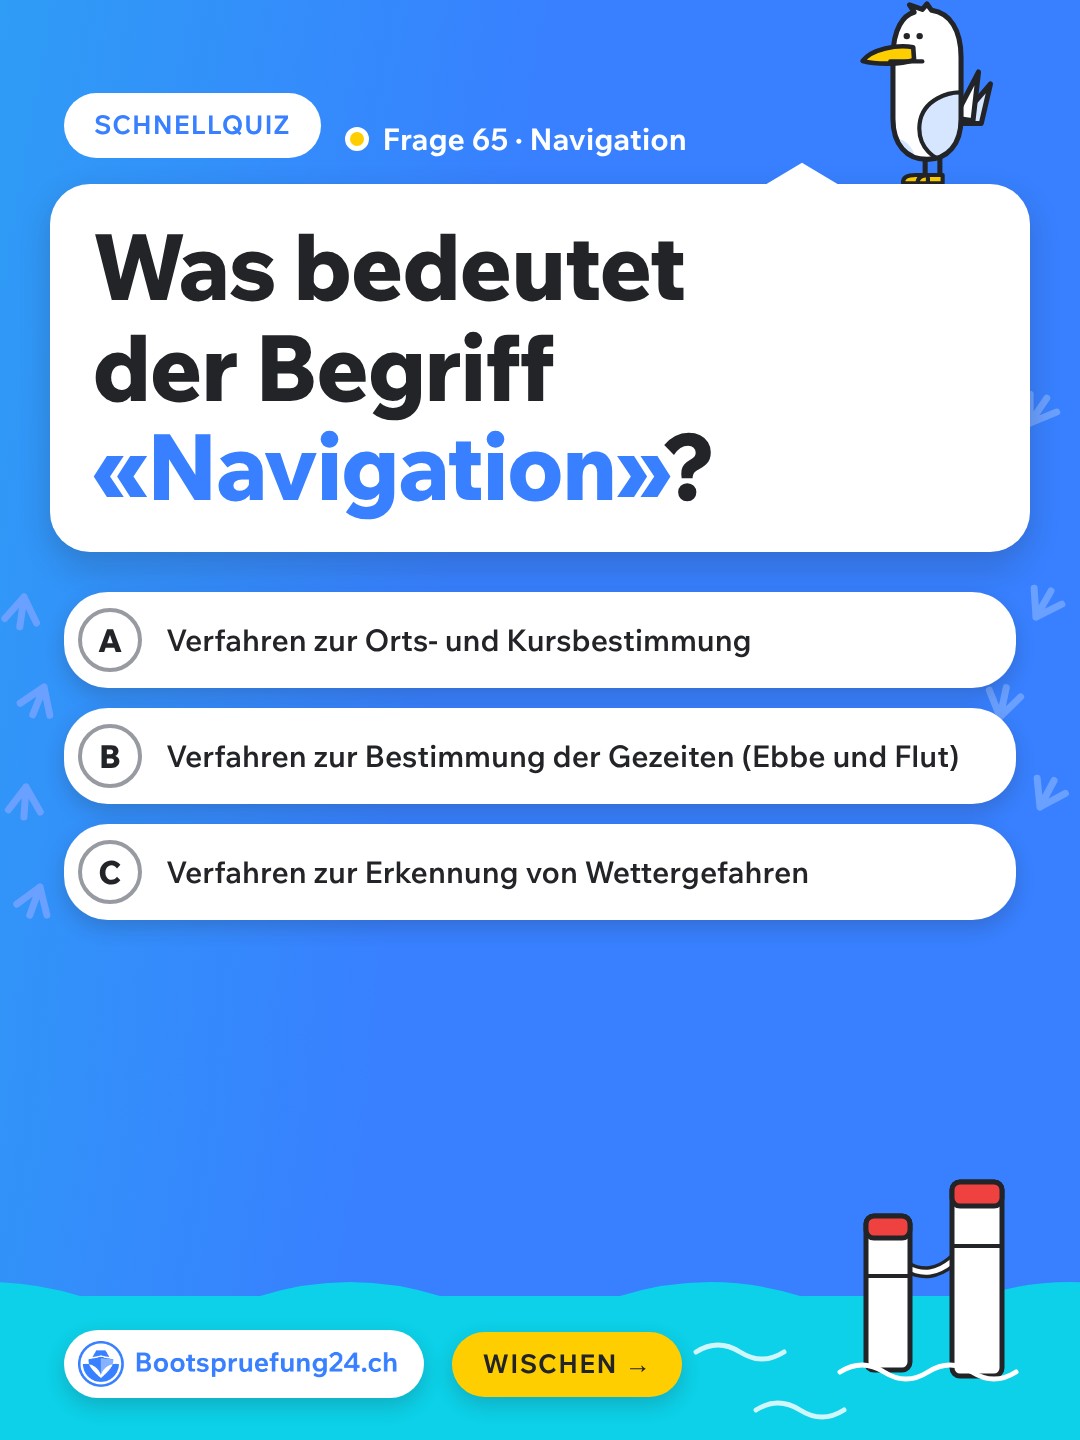 SCHNELLQUIZ
Frage 65 · Navigation
Was bedeutet
der Begriff
«Navigation»?
A Verfahren zur Orts- und Kursbestimmung
B Verfahren zur Bestimmung der Gezeiten (Ebbe und Flut)
C Verfahren zur Erkennung von Wettergefahren
Bootspruefung24.ch
WISCHEN →